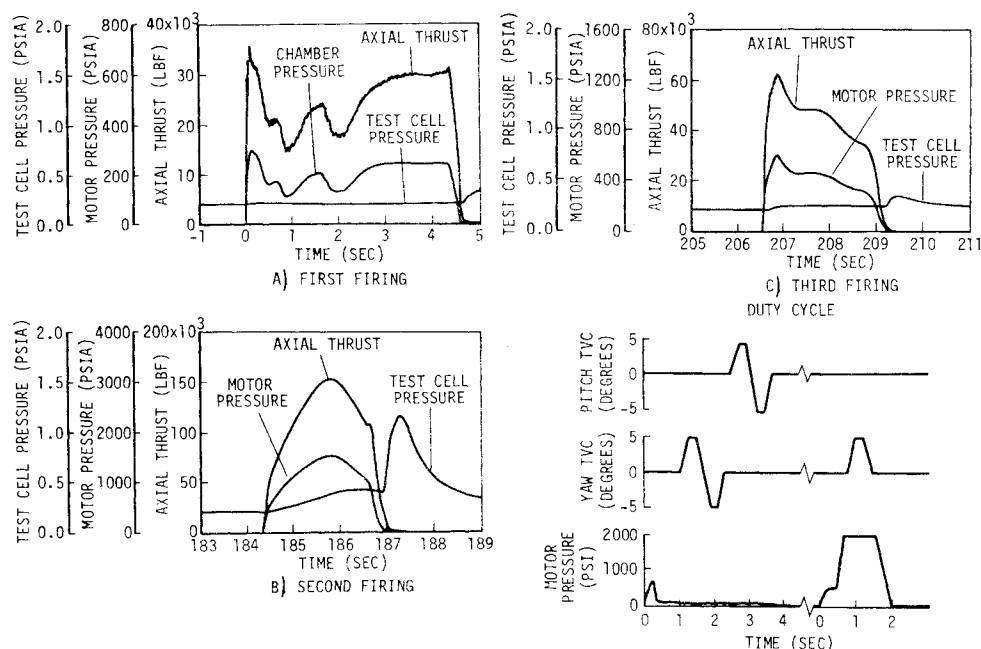 TEST CELL PRESSURE (PSIA)
2.0
1.5
1.0
0.5
0.0
MOTOR PRESSURE (PSIA)
800
600
400
200
0
AXIAL THRUST (LBF)
40×10³
30
20
10
0
AXIAL THRUST
CHAMBER
PRESSURE
TEST CELL
PRESSURE
-1 0 1 2 3 4 5
TIME (SEC)
A) FIRST FIRING
TEST CELL PRESSURE (PSIA)
2.0
1.5
1.0
0.5
0.0
MOTOR PRESSURE (PSIA)
1600
1200
800
400
0
AXIAL THRUST (LBF)
80×10³
60
40
20
0
AXIAL THRUST
MOTOR PRESSURE
TEST CELL
PRESSURE
205 206 207 208 209 210 211
TIME (SEC)
C) THIRD FIRING
DUTY CYCLE
TEST CELL PRESSURE (PSIA)
2.0
1.5
1.0
0.5
0.0
MOTOR PRESSURE (PSIA)
4000
3000
2000
1000
0
AXIAL THRUST (LBF)
200×10³
150
100
50
0
AXIAL THRUST
MOTOR
PRESSURE
TEST CELL
PRESSURE
183 184 185 186 187 188 189
TIME (SEC)
B) SECOND FIRING
PITCH TVC
(DEGREES)
5
0
-5
YAW TVC
(DEGREES)
5
0
-5
MOTOR
PRESSURE
(PSI)
2000
1000
0
0 1 2 3 4 0 1 2
TIME (SEC)